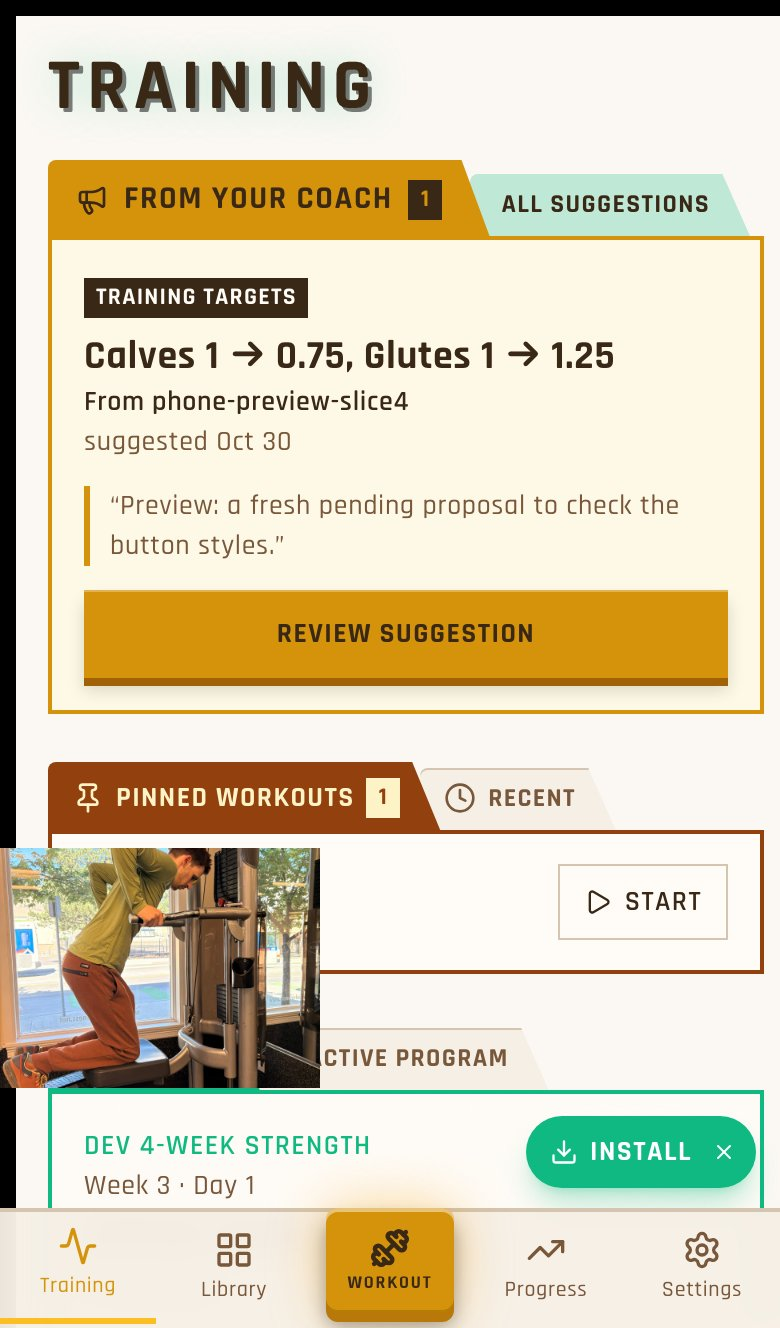 TRAINING
FROM YOUR COACH 1
ALL SUGGESTIONS
TRAINING TARGETS
Calves 1 → 0.75, Glutes 1 → 1.25
From phone-preview-slice4
suggested Oct 30
“Preview: a fresh pending proposal to check the
button styles.”
REVIEW SUGGESTION
PINNED WORKOUTS 1
RECENT
START
CTIVE PROGRAM
DEV 4-WEEK STRENGTH
INSTALL
Week 3 · Day 1
Training
Library
WORKOUT
Progress
Settings